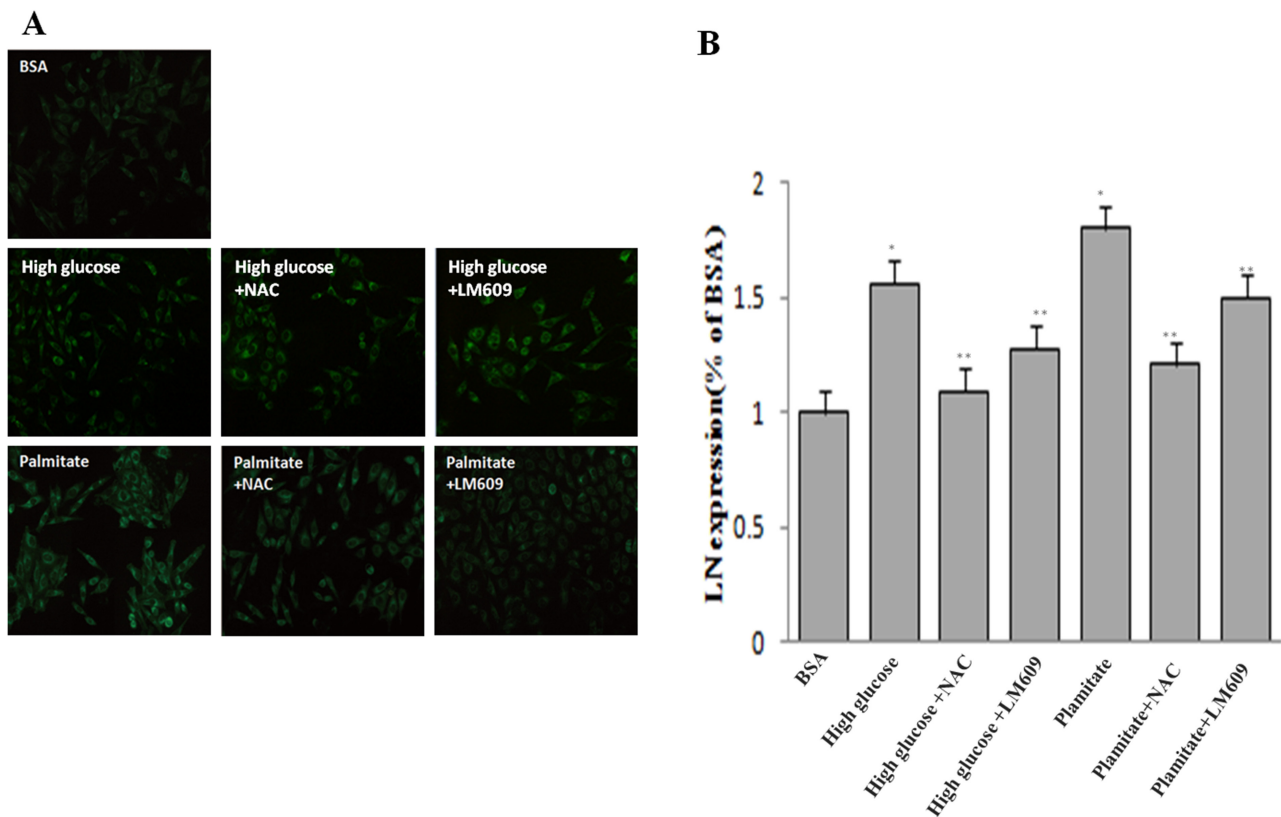 A
BSA
High glucose
High glucose
+NAC
High glucose
+LM609
Palmitate
Palmitate
+NAC
Palmitate
+LM609
B
LN expression(% of BSA)
2
1.5
1
0.5
0
*
**
**
*
**
**
BSA
High glucose
High glucose +NAC
High glucose +LM609
Plamitate
Plamitate+NAC
Plamitate+LM609